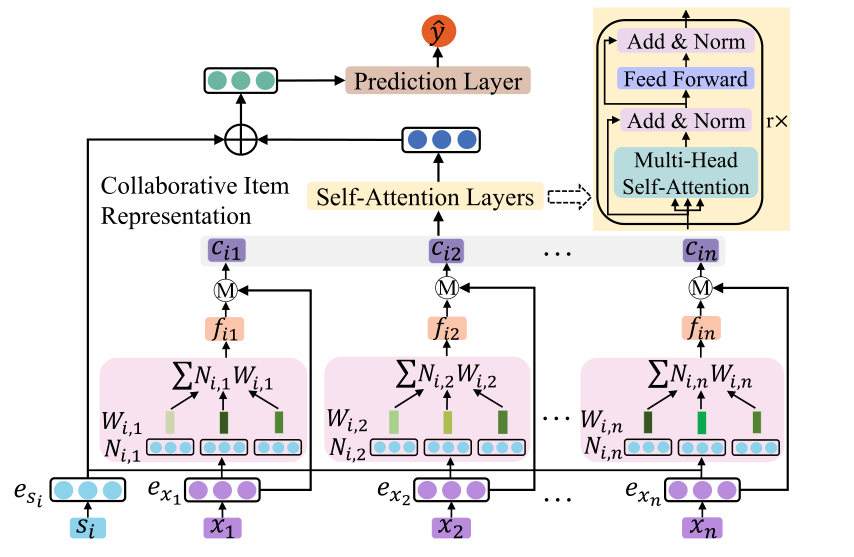 ŷ
Prediction Layer
Add & Norm
Feed Forward
Add & Norm
r×
Multi-Head
Self-Attention
Collaborative Item
Representation
Self-Attention Layers
c_{i1} c_{i2} ... c_{in}
M M M
f_{i1} f_{i2} f_{in}
∑N_{i,1}W_{i,1} ∑N_{i,2}W_{i,2} ∑N_{i,n}W_{i,n}
W_{i,1} W_{i,2} ... W_{i,n}
N_{i,1} N_{i,2} N_{i,n}
e_{s_i} e_{x_1} e_{x_2} ... e_{x_n}
s_i x_1 x_2 x_n